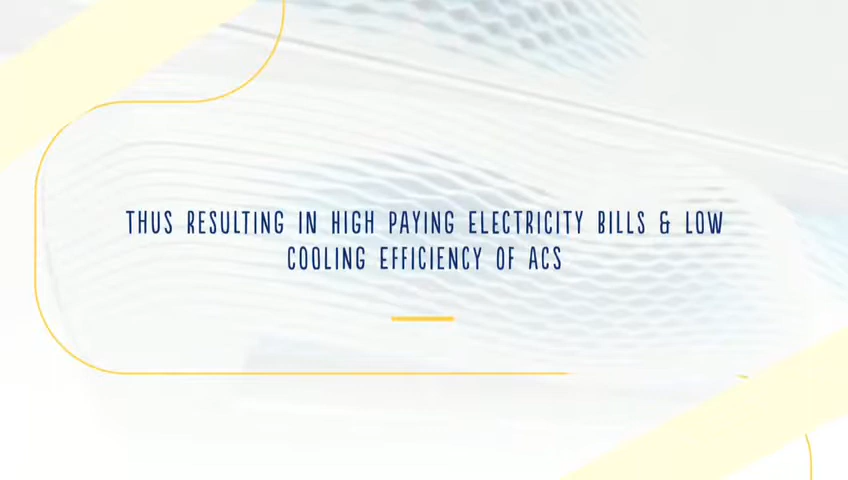 THUS RESULTING IN HIGH PAYING ELECTRICITY BILLS & LOW
COOLING EFFICIENCY OF ACS